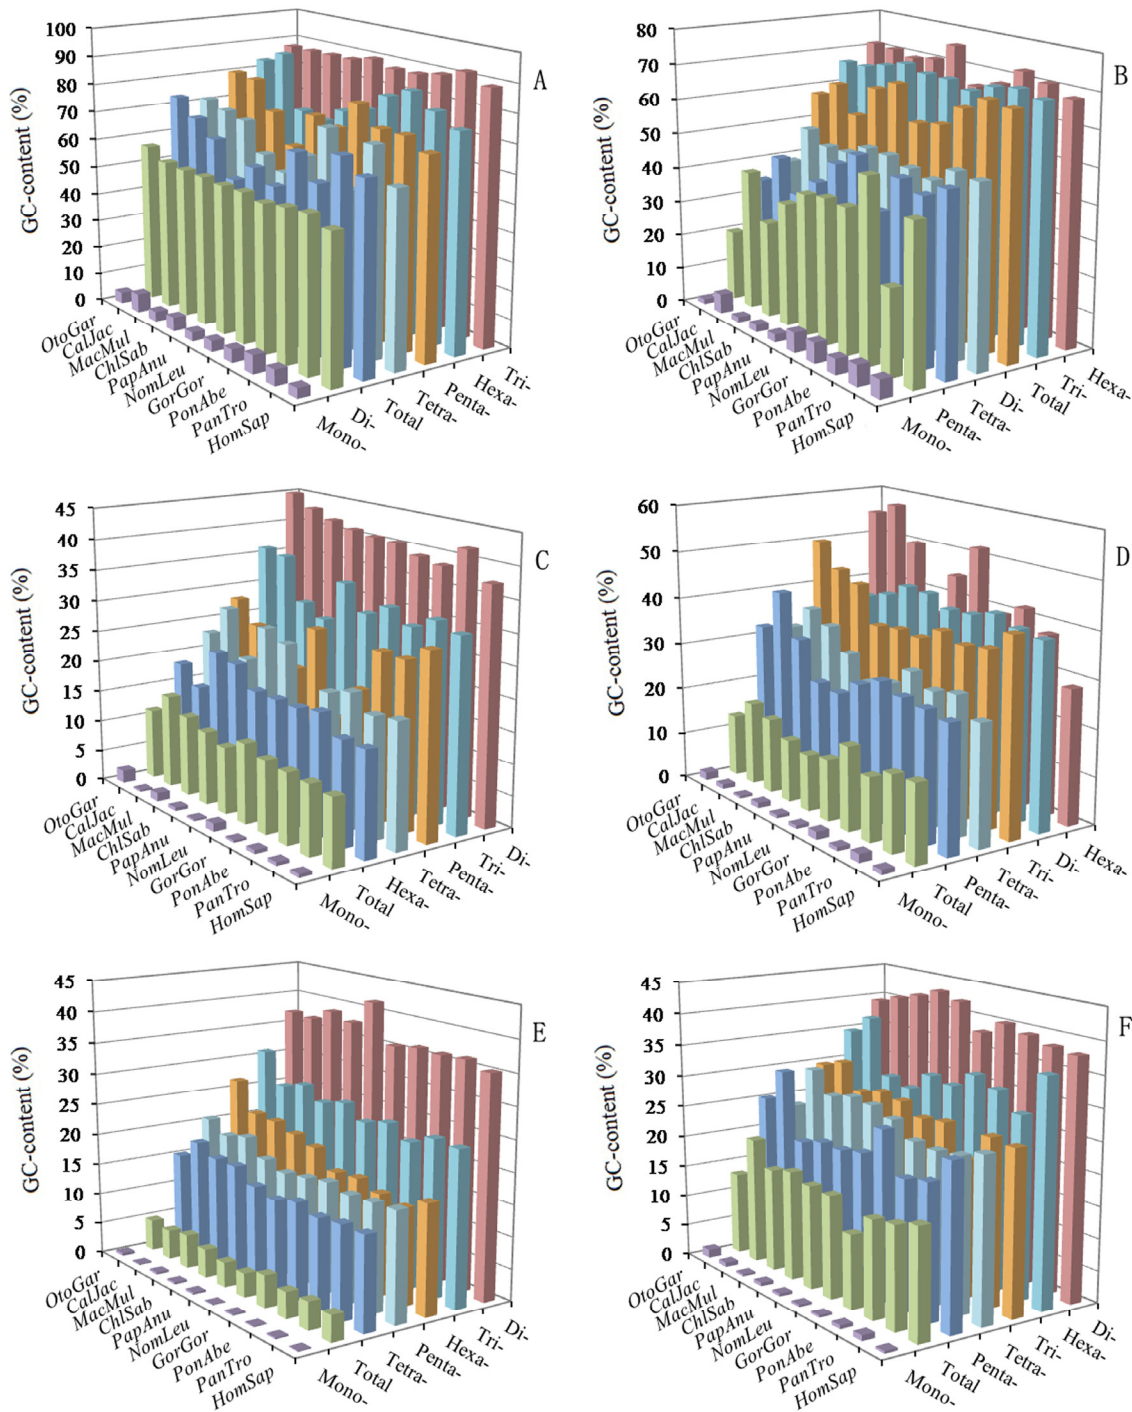 A
GC-content (%)
100
90
80
70
60
50
40
30
20
10
0
OtoGar
CalJac
MacMul
ChlSab
PapAnu
NomLeu
GorGor
PonAbe
PanTro
HomSap
Mono-
Di-
Total
Tetra-
Penta-
Hexa-
Tri-
B
GC-content (%)
80
70
60
50
40
30
20
10
0
OtoGar
CalJac
MacMul
ChlSab
PapAnu
NomLeu
GorGor
PonAbe
PanTro
HomSap
Mono-
Penta-
Tetra-
Di-
Total
Tri-
Hexa-
C
GC-content (%)
45
40
35
30
25
20
15
10
5
0
OtoGar
CalJac
MacMul
ChlSab
PapAnu
NomLeu
GorGor
PonAbe
PanTro
HomSap
Mono-
Total
Hexa-
Tetra-
Penta-
Tri-
Di-
D
GC-content (%)
60
50
40
30
20
10
0
OtoGar
CalJac
MacMul
ChlSab
PapAnu
NomLeu
GorGor
PonAbe
PanTro
HomSap
Mono-
Total
Penta-
Tetra-
Tri-
Di-
Hexa-
E
GC-content (%)
45
40
35
30
25
20
15
10
5
0
OtoGar
CalJac
MacMul
ChlSab
PapAnu
NomLeu
GorGor
PonAbe
PanTro
HomSap
Mono-
Total
Tetra-
Penta-
Hexa-
Tri-
Di-
F
GC-content (%)
45
40
35
30
25
20
15
10
5
0
OtoGar
CalJac
MacMul
ChlSab
PapAnu
NomLeu
GorGor
PonAbe
PanTro
HomSap
Mono-
Total
Penta-
Tetra-
Tri-
Hexa-
Di-